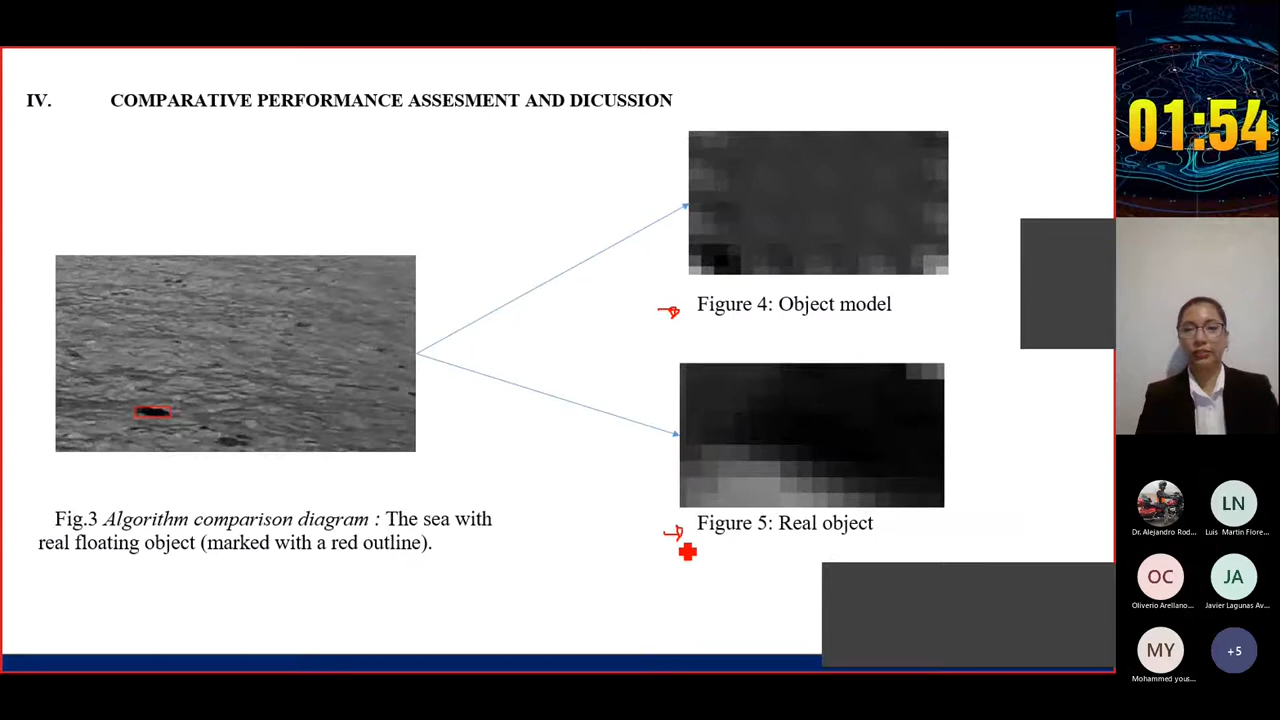 IV. COMPARATIVE PERFORMANCE ASSESMENT AND DICUSSION
01:54
Figure 4: Object model
Fig.3 Algorithm comparison diagram : The sea with
real floating object (marked with a red outline).
Figure 5: Real object
LN
Dr. Alejandro Rod...
Luis Martin Flore...
OC
JA
Oliverio Arellano...
Javier Lagunas Av...
MY
+5
Mohammed yous...